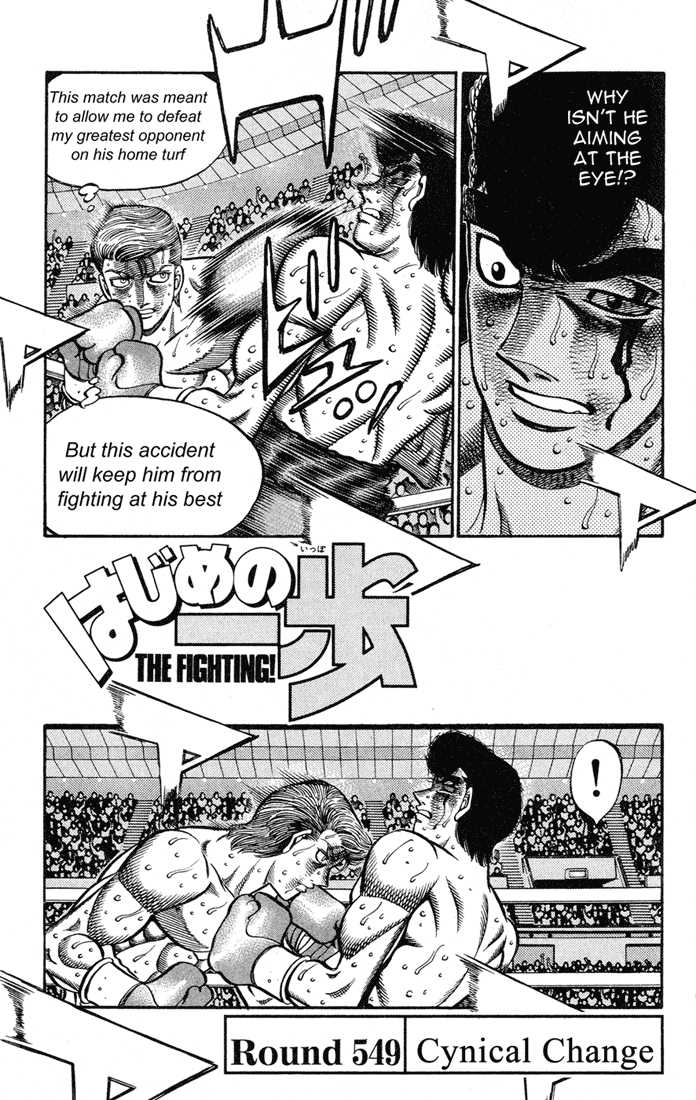 WHY
ISN'T HE
AIMING
AT THE
EYE!?
This match was meant
to allow me to defeat
my greatest opponent
on his home turf
But this accident
will keep him from
fighting at his best
いっぽ
はじめの一歩
THE FIGHTING!
!
Round 549
Cynical Change